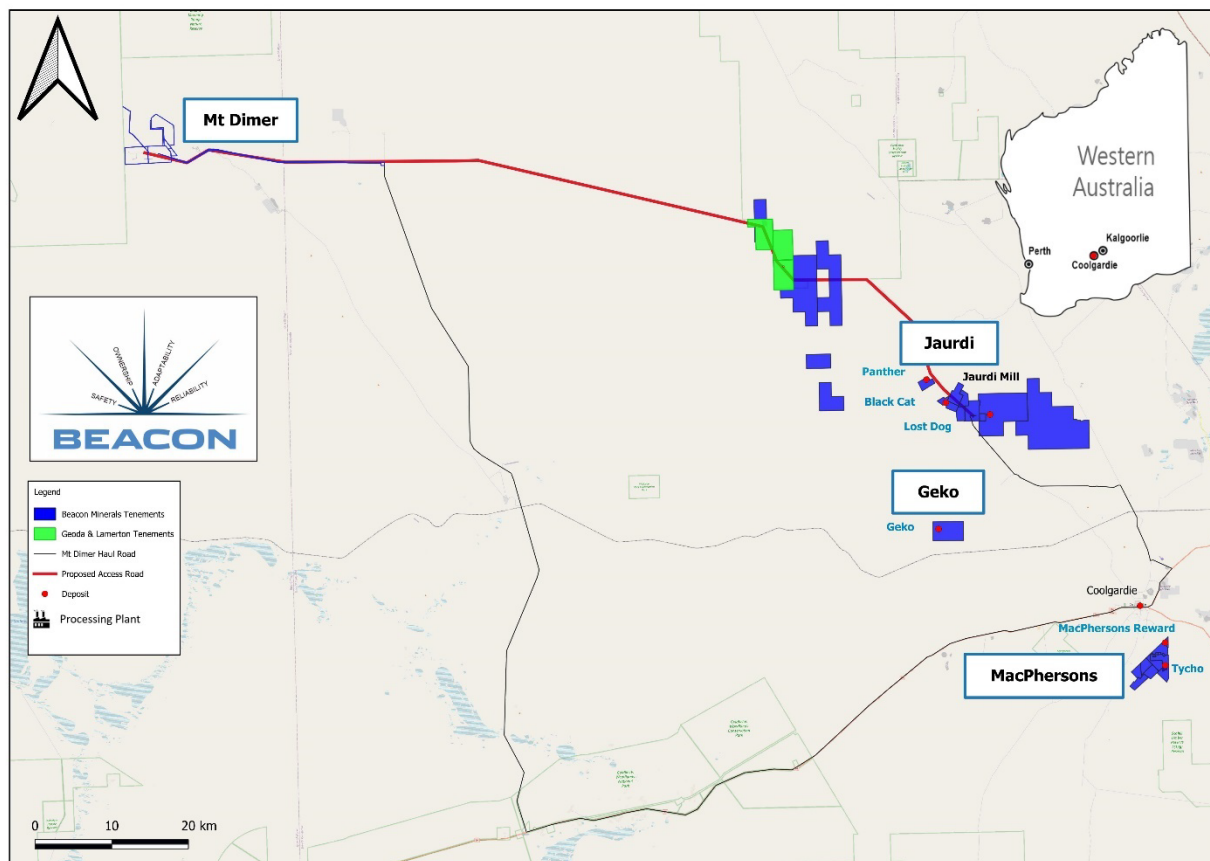 Mt Dimer
Western
Australia
Perth
Kalgoorlie
Coolgardie
Jaurdi
Panther
Jaurdi Mill
Black Cat
Lost Dog
SAFETY
OWNERSHIP
ADAPTABILITY
RELIABILITY
BEACON
Geko
Geko
Legend
Beacon Minerals Tenements
Geoda & Lamerton Tenements
Mt Dimer Haul Road
Proposed Access Road
Deposit
Processing Plant
Coolgardie
MacPhersons Reward
MacPhersons
Tycho
0 10 20 km